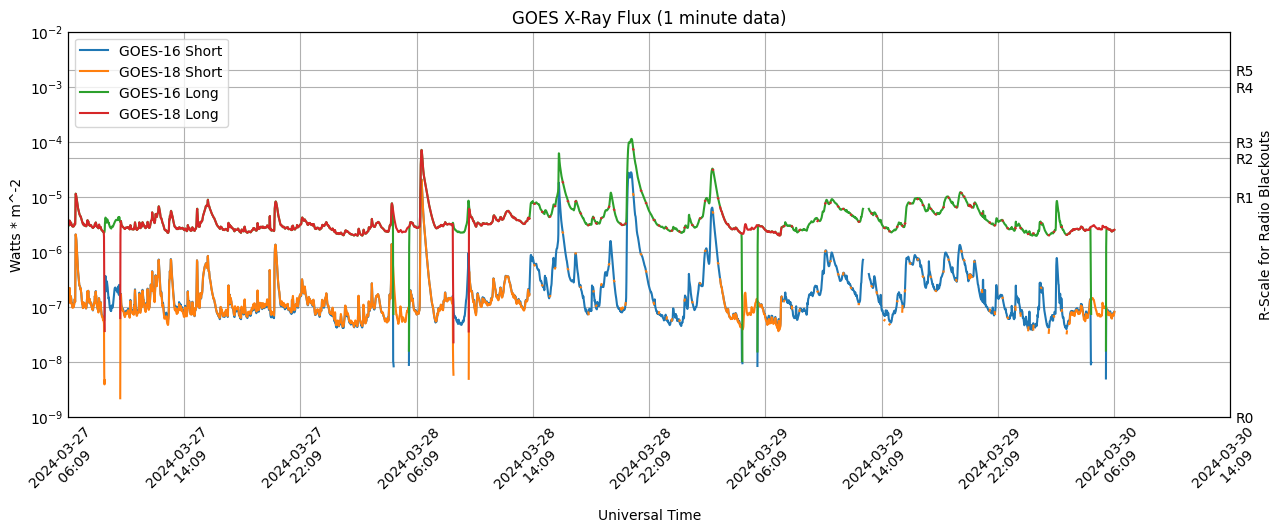 GOES X-Ray Flux (1 minute data)
GOES-16 Short
GOES-18 Short
GOES-16 Long
GOES-18 Long
Watts * m^-2
10^-2
10^-3
10^-4
10^-5
10^-6
10^-7
10^-8
10^-9
R5
R4
R3
R2
R1
R0
R-Scale for Radio Blackouts
2024-03-27
06:09
2024-03-27
14:09
2024-03-27
22:09
2024-03-28
06:09
2024-03-28
14:09
2024-03-28
22:09
2024-03-29
06:09
2024-03-29
14:09
2024-03-29
22:09
2024-03-30
06:09
2024-03-30
14:09
Universal Time